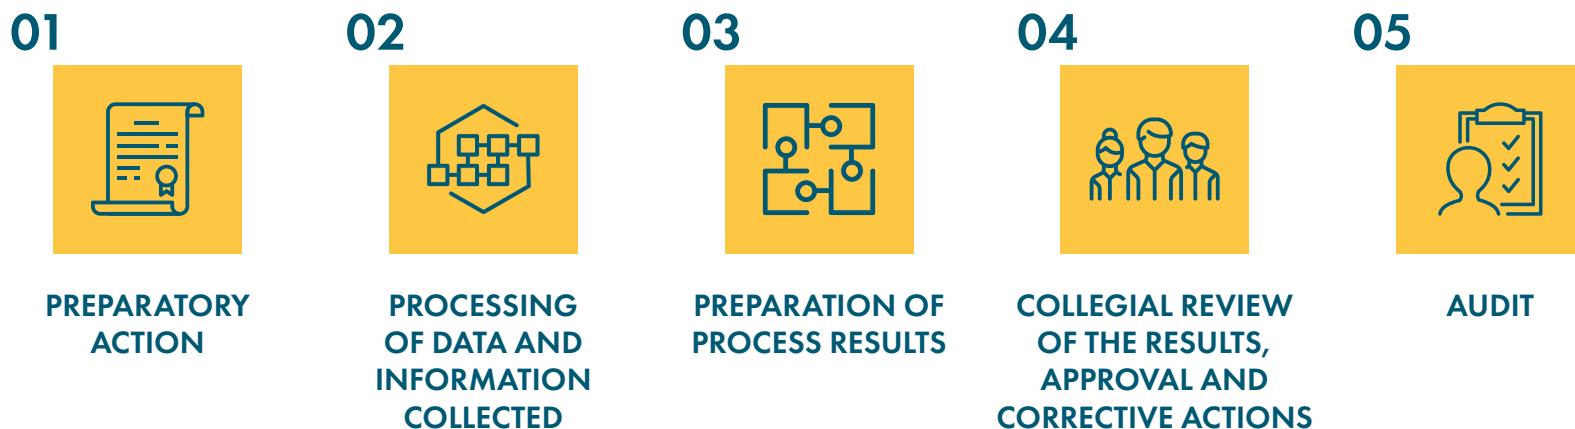 01
PREPARATORY
ACTION
02
PROCESSING
OF DATA AND
INFORMATION
COLLECTED
03
PREPARATION OF
PROCESS RESULTS
04
COLLEGIAL REVIEW
OF THE RESULTS,
APPROVAL AND
CORRECTIVE ACTIONS
05
AUDIT